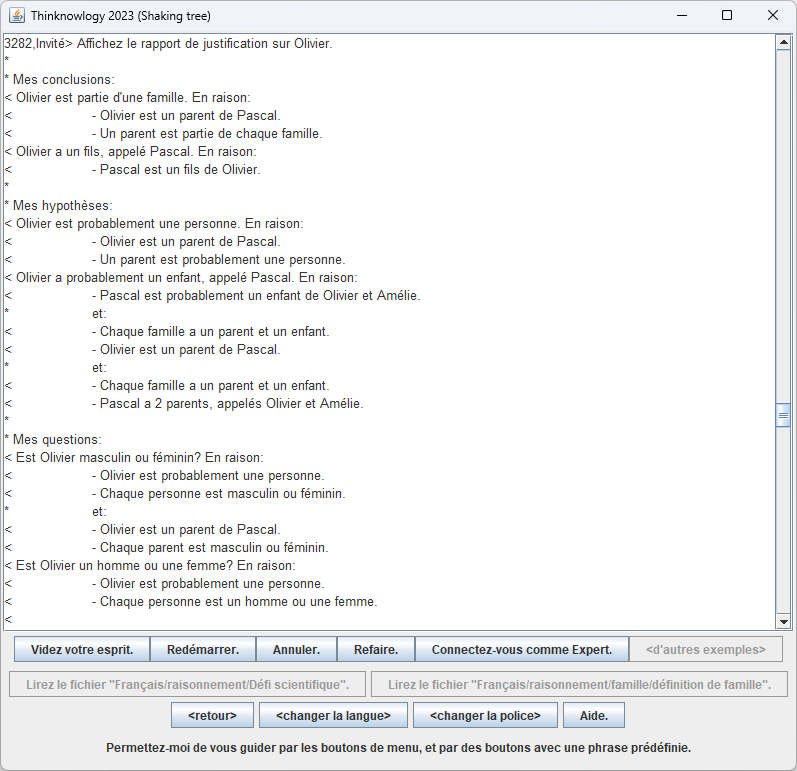 Thinknowlogy 2023 (Shaking tree)
3282,Invité> Affichez le rapport de justification sur Olivier.
*
* Mes conclusions:
< Olivier est partie d'une famille. En raison:
< - Olivier est un parent de Pascal.
< - Un parent est partie de chaque famille.
< Olivier a un fils, appelé Pascal. En raison:
< - Pascal est un fils de Olivier.
*
* Mes hypothèses:
< Olivier est probablement une personne. En raison:
< - Olivier est un parent de Pascal.
< - Un parent est probablement une personne.
< Olivier a probablement un enfant, appelé Pascal. En raison:
< - Pascal est probablement un enfant de Olivier et Amélie.
* et:
< - Chaque famille a un parent et un enfant.
< - Olivier est un parent de Pascal.
* et:
< - Chaque famille a un parent et un enfant.
< - Pascal a 2 parents, appelés Olivier et Amélie.
*
* Mes questions:
< Est Olivier masculin ou féminin? En raison:
< - Olivier est probablement une personne.
< - Chaque personne est masculin ou féminin.
* et:
< - Olivier est un parent de Pascal.
< - Chaque parent est masculin ou féminin.
< Est Olivier un homme ou une femme? En raison:
< - Olivier est probablement une personne.
< - Chaque personne est un homme ou une femme.
<
Videz votre esprit. Redémarrer. Annuler. Refaire. Connectez-vous comme Expert. <d'autres exemples>
Lirez le fichier "Français/raisonnement/Défi scientifique". Lirez le fichier "Français/raisonnement/famille/définition de famille".
<retour> <changer la langue> <changer la police> Aide.
Permettez-moi de vous guider par les boutons de menu, et par des boutons avec une phrase prédéfinie.